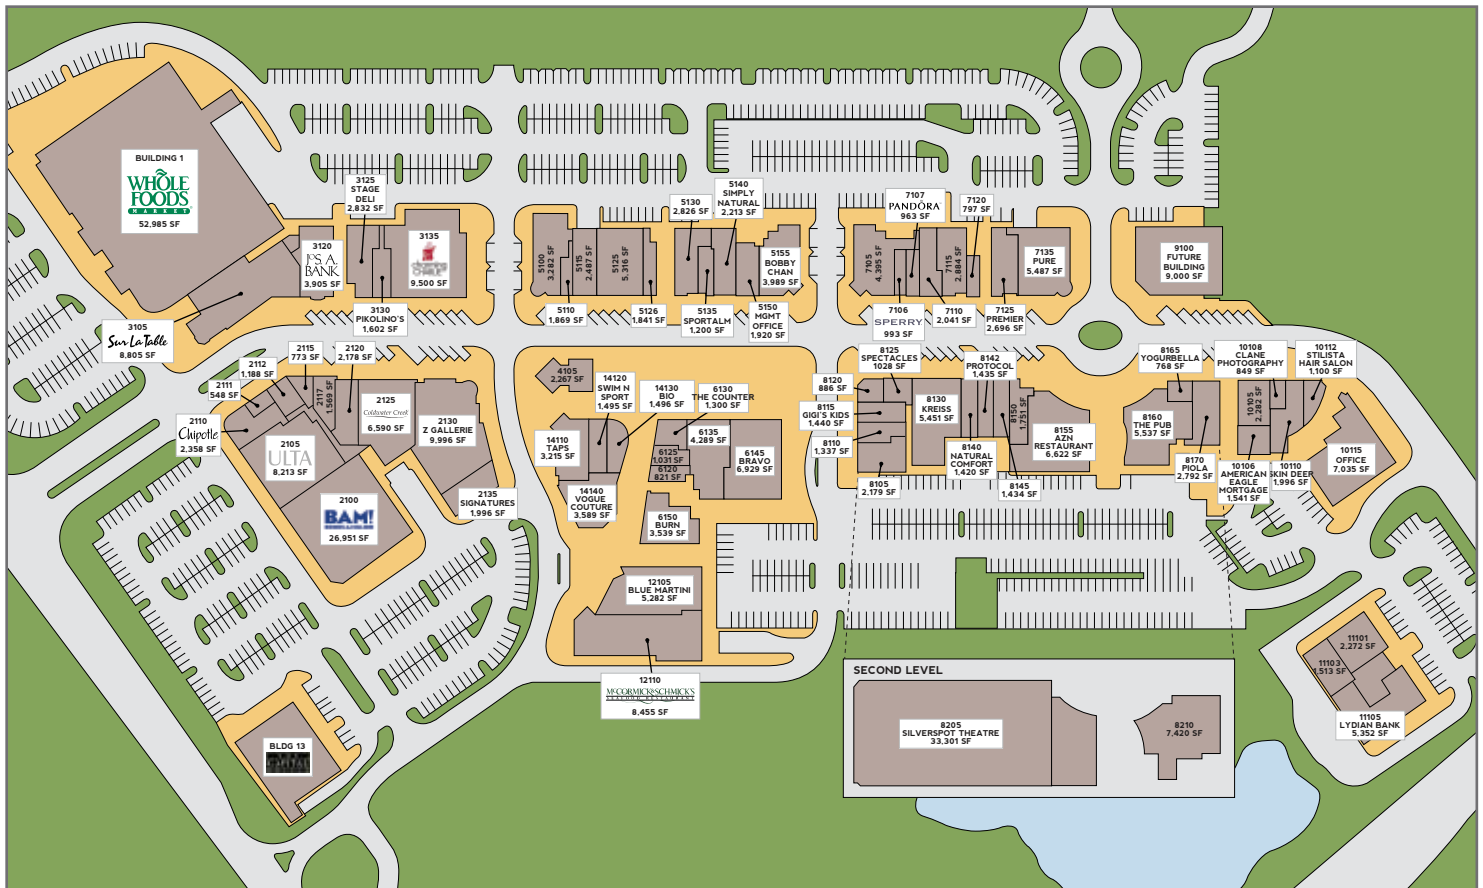 BUILDING 1
WHOLE
FOODS
MARKET
52,985 SF
3105
Sur La Table
8,805 SF
3120
JOS. A.
BANK
3,905 SF
3125
STAGE
DELI
2,832 SF
3130
PIKOLINO'S
1,602 SF
3135
9,500 SF
5100
3,282 SF
5110
1,869 SF
5115
2,487 SF
5125
5,316 SF
5126
1,841 SF
5130
2,826 SF
5135
SPORTALM
1,200 SF
5140
SIMPLY
NATURAL
2,213 SF
5150
MGMT
OFFICE
1,920 SF
5155
BOBBY
CHAN
3,989 SF
7105
4,395 SF
7106
SPERRY
993 SF
7107
PANDORA
963 SF
7110
2,041 SF
7115
2,884 SF
7120
797 SF
7125
PREMIER
2,696 SF
7135
PURE
5,487 SF
9100
FUTURE
BUILDING
9,000 SF
2110
Chipotle
2,358 SF
2111
548 SF
2112
1,188 SF
2115
773 SF
2117
1,569 SF
2120
2,178 SF
2125
Coldwater Creek
6,590 SF
2130
Z GALLERIE
9,996 SF
2135
SIGNATURES
1,996 SF
2105
ULTA
8,213 SF
2100
BAM!
26,951 SF
BLDG 13
4105
2,267 SF
14110
TAPS
3,215 SF
14120
SWIM N
SPORT
1,495 SF
14130
BIO
1,496 SF
14140
VOGUE
COUTURE
3,589 SF
6130
THE COUNTER
1,300 SF
6135
4,289 SF
6125
1,031 SF
6120
821 SF
6145
BRAVO
6,929 SF
6150
BURN
3,539 SF
12105
BLUE MARTINI
5,282 SF
12110
McCORMICK & SCHMICK'S
8,455 SF
8125
SPECTACLES
1028 SF
8120
886 SF
8115
GIGI'S KIDS
1,440 SF
8110
1,337 SF
8105
2,179 SF
8130
KREISS
5,451 SF
8142
PROTOCOL
1,435 SF
8140
NATURAL
COMFORT
1,420 SF
8145
1,434 SF
8150
1,751 SF
8155
AZN
RESTAURANT
6,622 SF
8160
THE PUB
5,537 SF
8165
YOGURBELLA
768 SF
8170
PIOLA
2,792 SF
10105
2,282 SF
10106
AMERICAN
EAGLE
MORTGAGE
1,541 SF
10108
CLANE
PHOTOGRAPHY
849 SF
10110
SKIN DEEP
1,996 SF
10112
STILISTA
HAIR SALON
1,100 SF
10115
OFFICE
7,035 SF
11101
2,272 SF
11103
1,513 SF
11105
LYDIAN BANK
5,352 SF
SECOND LEVEL
8205
SILVERSPOT THEATRE
33,301 SF
8210
7,420 SF